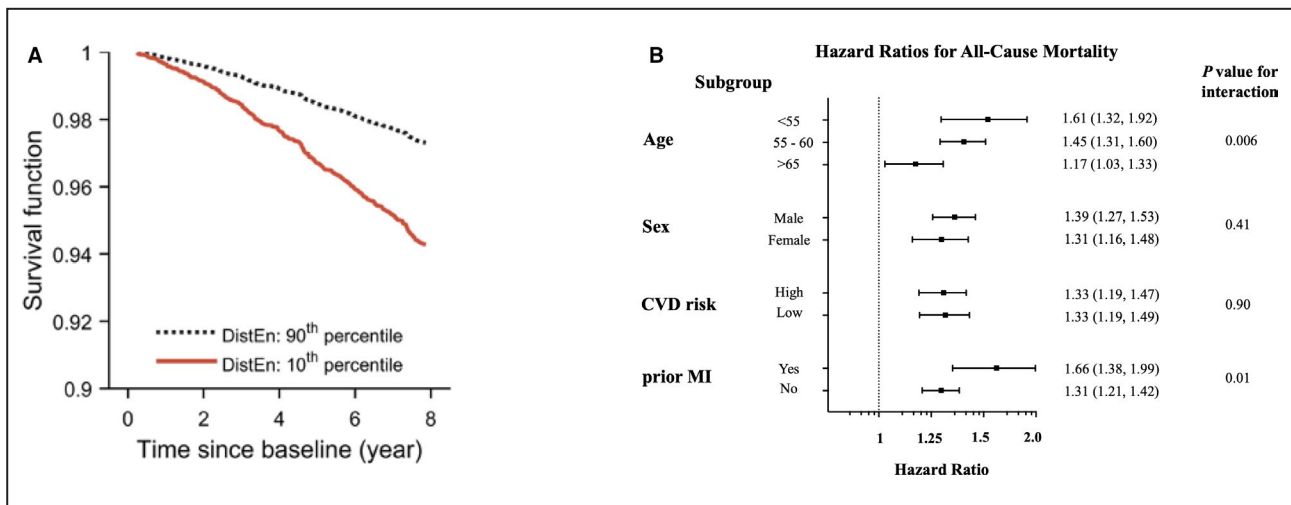 A
1
0.98
0.96
0.94
0.92
0.9
Survival function
DistEn: 90th percentile
DistEn: 10th percentile
0 2 4 6 8
Time since baseline (year)
B
Hazard Ratios for All-Cause Mortality
Subgroup
P value for
interaction
Age
<55 1.61 (1.32, 1.92)
55 - 60 1.45 (1.31, 1.60)
0.006
>65 1.17 (1.03, 1.33)
Sex
Male 1.39 (1.27, 1.53)
0.41
Female 1.31 (1.16, 1.48)
CVD risk
High 1.33 (1.19, 1.47)
0.90
Low 1.33 (1.19, 1.49)
prior MI
Yes 1.66 (1.38, 1.99)
0.01
No 1.31 (1.21, 1.42)
1 1.25 1.5 2.0
Hazard Ratio